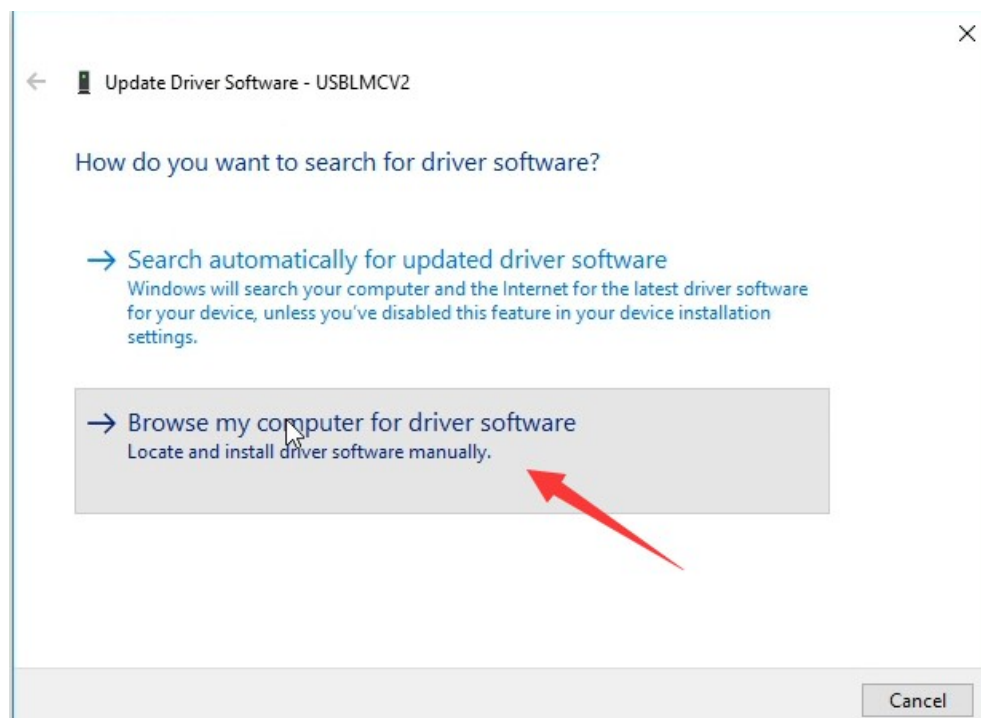 Update Driver Software - USBLMCV2
How do you want to search for driver software?
Search automatically for updated driver software
Windows will search your computer and the Internet for the latest driver software
for your device, unless you've disabled this feature in your device installation
settings.
Browse my computer for driver software
Locate and install driver software manually.
Cancel